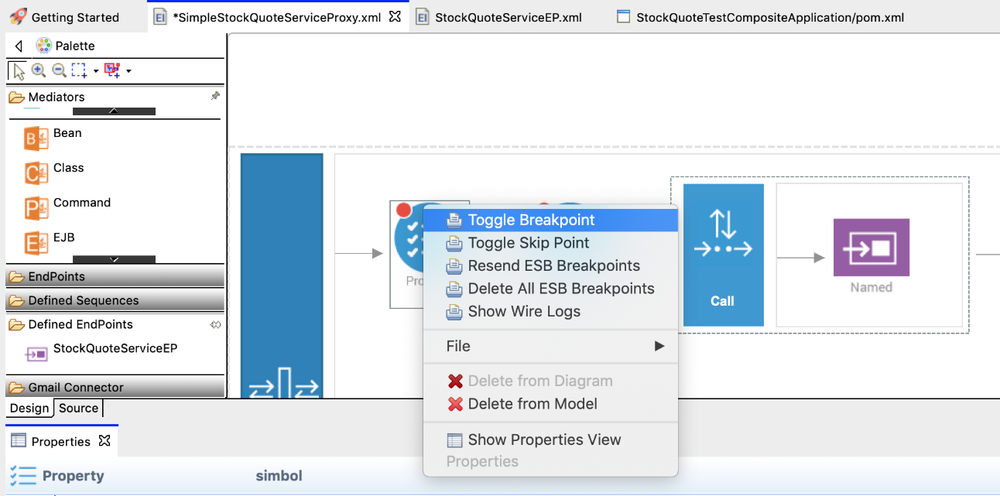 Getting Started
*SimpleStockQuoteServiceProxy.xml
StockQuoteServiceEP.xml
StockQuoteTestCompositeApplication/pom.xml
Palette
Mediators
Bean
Class
Command
EJB
EndPoints
Defined Sequences
Defined EndPoints
StockQuoteServiceEP
Gmail Connector
Design
Source
Pro
Toggle Breakpoint
Toggle Skip Point
Resend ESB Breakpoints
Delete All ESB Breakpoints
Show Wire Logs
File
Delete from Diagram
Delete from Model
Show Properties View
Properties
Call
Named
Properties
Property
simbol